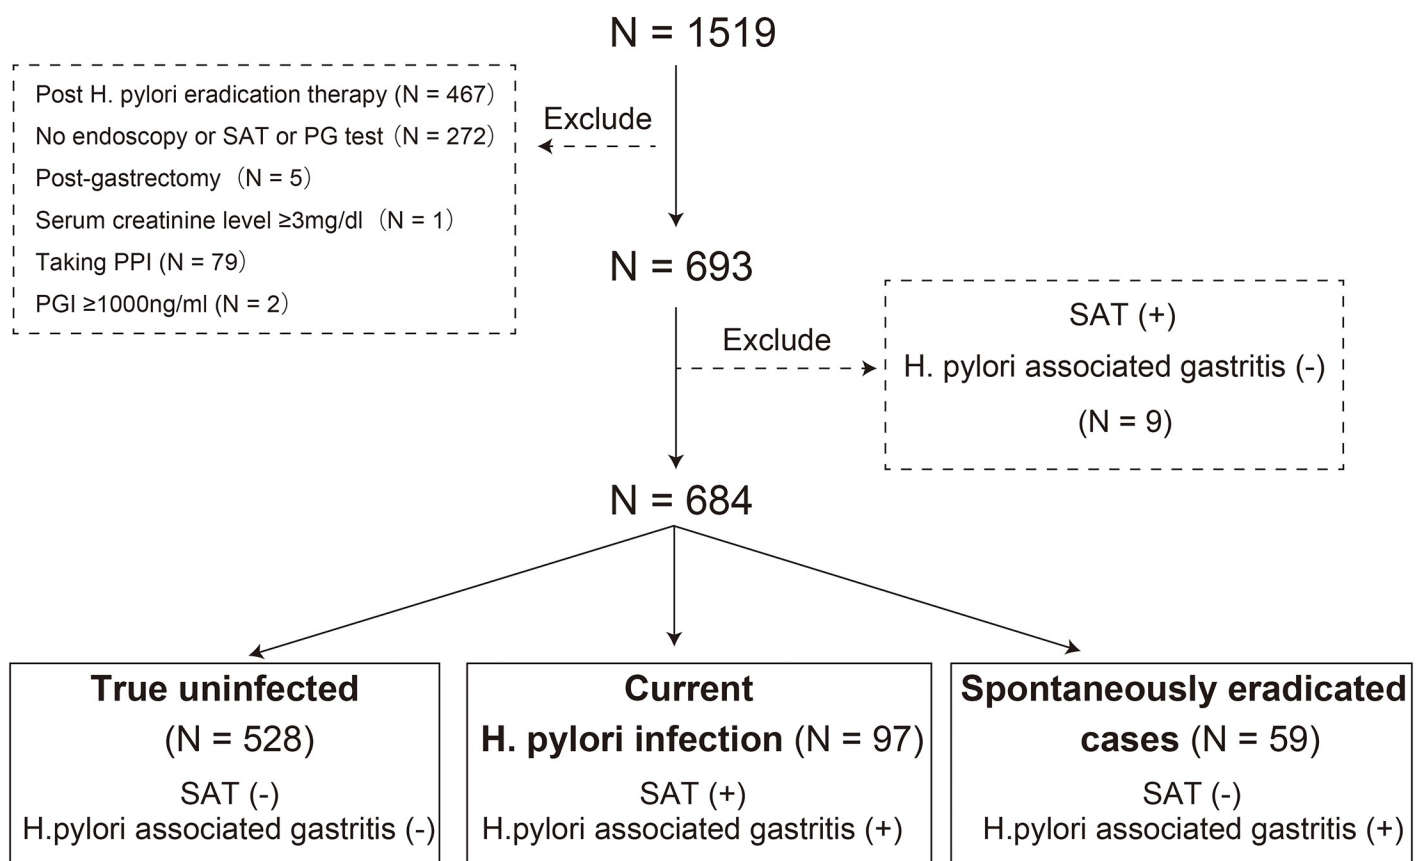 N = 1519
Post H. pylori eradication therapy (N = 467）
No endoscopy or SAT or PG test（N = 272）
Post-gastrectomy（N = 5）
Serum creatinine level ≥3mg/dl（N = 1）
Taking PPI (N = 79）
PGI ≥1000ng/ml (N = 2）
Exclude
N = 693
Exclude
SAT (+)
H. pylori associated gastritis (-)
(N = 9)
N = 684
True uninfected
(N = 528)
SAT (-)
H.pylori associated gastritis (-)
Current
H. pylori infection (N = 97)
SAT (+)
H.pylori associated gastritis (+)
Spontaneously eradicated
cases (N = 59)
SAT (-)
H.pylori associated gastritis (+)